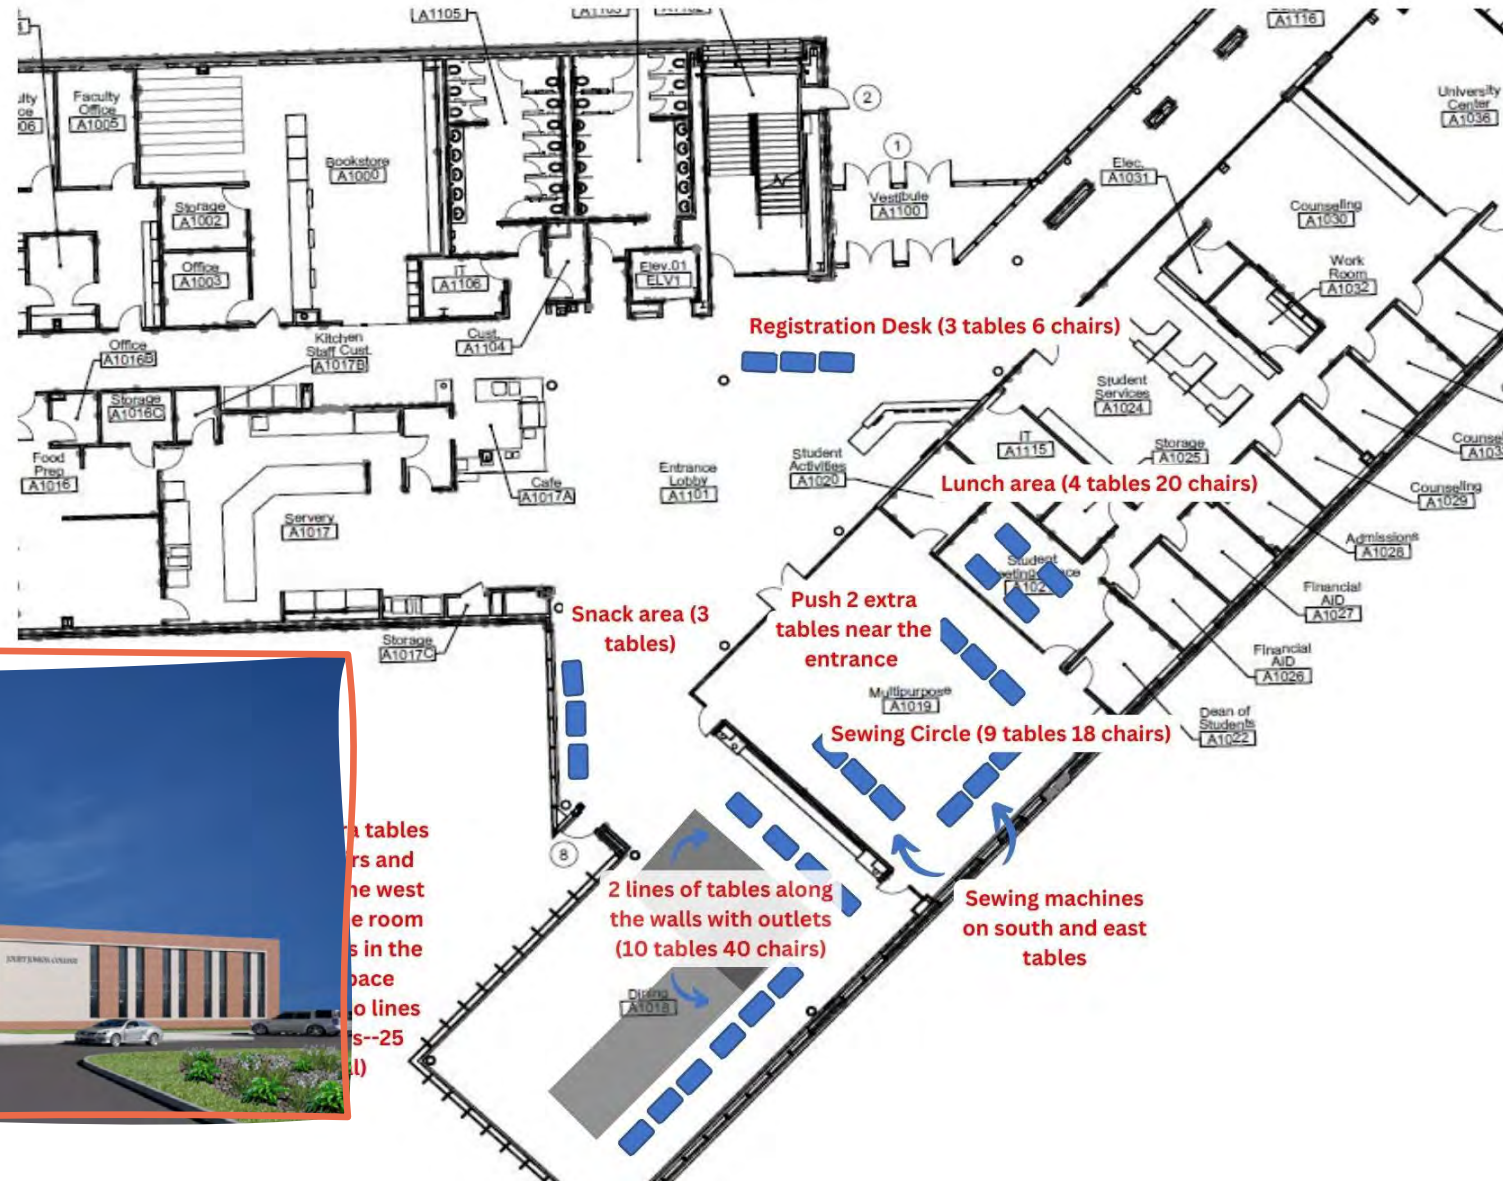 A1105
A1103
A1102
A1116
Faculty
Office
A1005
Bookstore
A1000
Storage
A1002
Office
A1003
IT
A1106
Elev.01
ELV1
2
1
Vestibule
A1100
Elec.
A1031
University
Center
A1036
Counseling
A1030
Work
Room
A1032
Registration Desk (3 tables 6 chairs)
Office
A1016B
Kitchen
Staff Cust.
A1017B
Cust.
A1104
Storage
A1016C
Student
Services
A1024
Food
Prep
A1016
Cafe
A1017A
Entrance
Lobby
A1101
Student
Activities
A1020
IT
A1115
Storage
A1025
Lunch area (4 tables 20 chairs)
Counseling
A1029
Servery
A1017
Admissions
A1028
Student
Financial
AID
A1027
Snack area (3
tables)
Push 2 extra
tables near the
entrance
Storage
A1017C
Financial
AID
A1026
Multipurpose
A1019
Dean of
Students
A1022
Sewing Circle (9 tables 18 chairs)
tables
rs and
west
room
in the
lines
8
2 lines of tables along
the walls with outlets
(10 tables 40 chairs)
Sewing machines
on south and east
tables
Dining
A1018
JOLIET JUNIOR COLLEGE